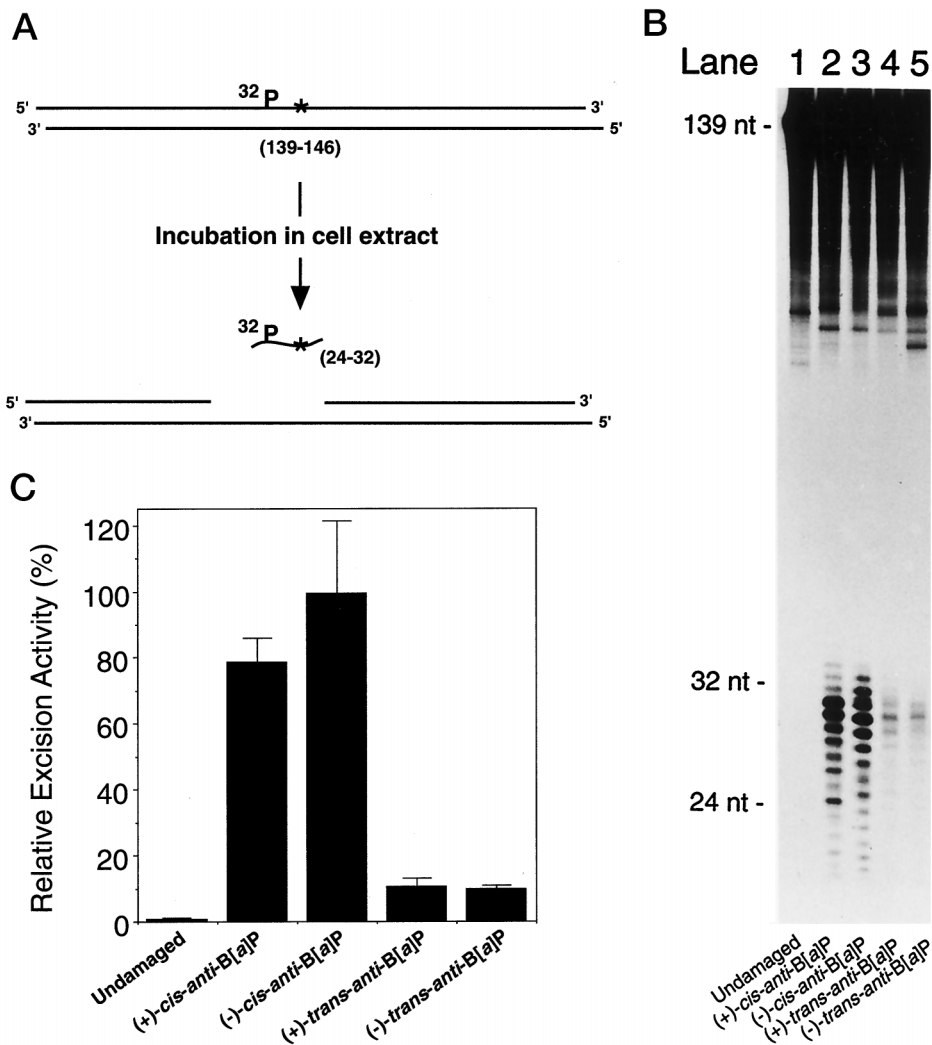 A
32P
*
5'
3'
3'
5'
(139-146)
Incubation in cell extract
32P
*
(24-32)
5'
3'
3'
5'
B
Lane 1 2 3 4 5
139 nt -
32 nt -
24 nt -
Undamaged
(+)-cis-anti-B[a]P
(-)-cis-anti-B[a]P
(+)-trans-anti-B[a]P
(-)-trans-anti-B[a]P
C
Relative Excision Activity (%)
120
100
80
60
40
20
0
Undamaged
(+)-cis-anti-B[a]P
(-)-cis-anti-B[a]P
(+)-trans-anti-B[a]P
(-)-trans-anti-B[a]P